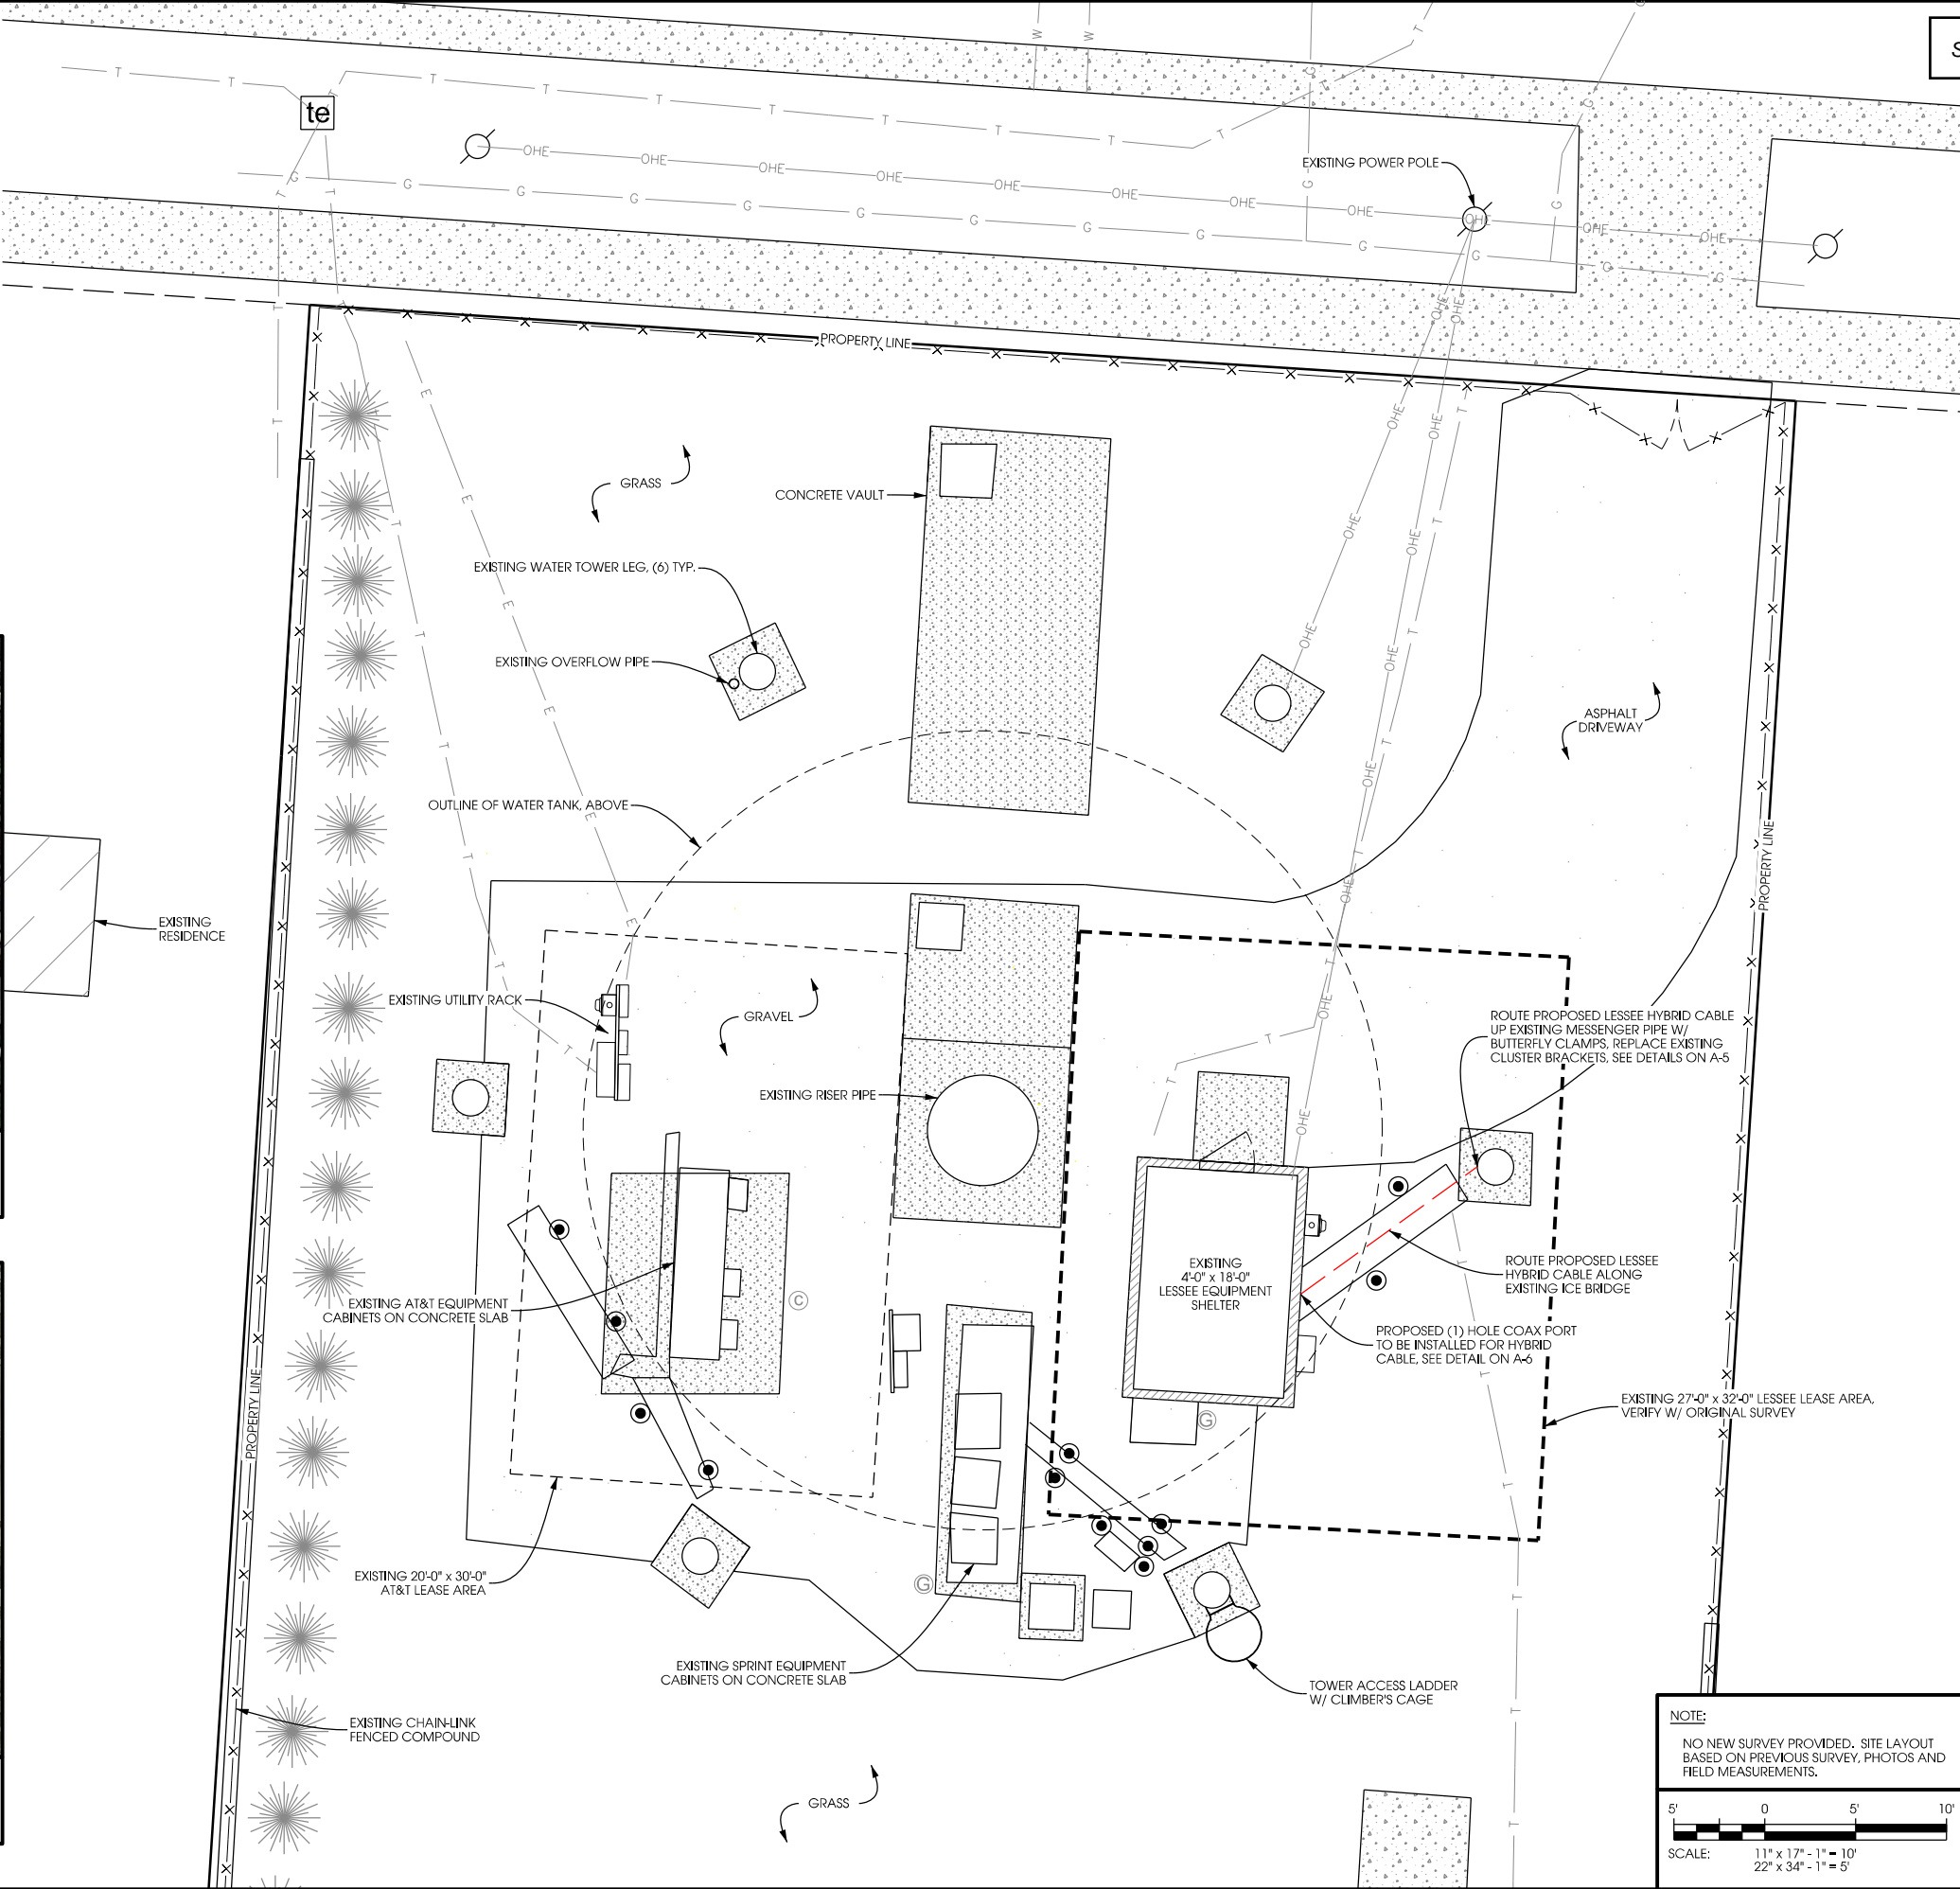 S
te
EXISTING POWER POLE
PROPERTY LINE
GRASS
CONCRETE VAULT
EXISTING WATER TOWER LEG, (6) TYP.
EXISTING OVERFLOW PIPE
ASPHALT
DRIVEWAY
OUTLINE OF WATER TANK, ABOVE
PROPERTY LINE
EXISTING
RESIDENCE
EXISTING UTILITY RACK
GRAVEL
ROUTE PROPOSED LESSEE HYBRID CABLE
UP EXISTING MESSENGER PIPE W/
BUTTERFLY CLAMPS, REPLACE EXISTING
CLUSTER BRACKETS, SEE DETAILS ON A-5
EXISTING RISER PIPE
EXISTING
4'-0" x 18'-0"
LESSEE EQUIPMENT
SHELTER
ROUTE PROPOSED LESSEE
HYBRID CABLE ALONG
EXISTING ICE BRIDGE
EXISTING AT&T EQUIPMENT
CABINETS ON CONCRETE SLAB
PROPOSED (1) HOLE COAX PORT
TO BE INSTALLED FOR HYBRID
CABLE, SEE DETAIL ON A-6
PROPERTY LINE
EXISTING 27'-0" x 32'-0" LESSEE LEASE AREA,
VERIFY W/ ORIGINAL SURVEY
EXISTING 20'-0" x 30'-0"
AT&T LEASE AREA
EXISTING SPRINT EQUIPMENT
CABINETS ON CONCRETE SLAB
TOWER ACCESS LADDER
W/ CLIMBER'S CAGE
EXISTING CHAIN-LINK
FENCED COMPOUND
GRASS
NOTE:
NO NEW SURVEY PROVIDED. SITE LAYOUT
BASED ON PREVIOUS SURVEY, PHOTOS AND
FIELD MEASUREMENTS.
5' 0 5' 10'
SCALE: 11" x 17" - 1" = 10'
22" x 34" - 1" = 5'